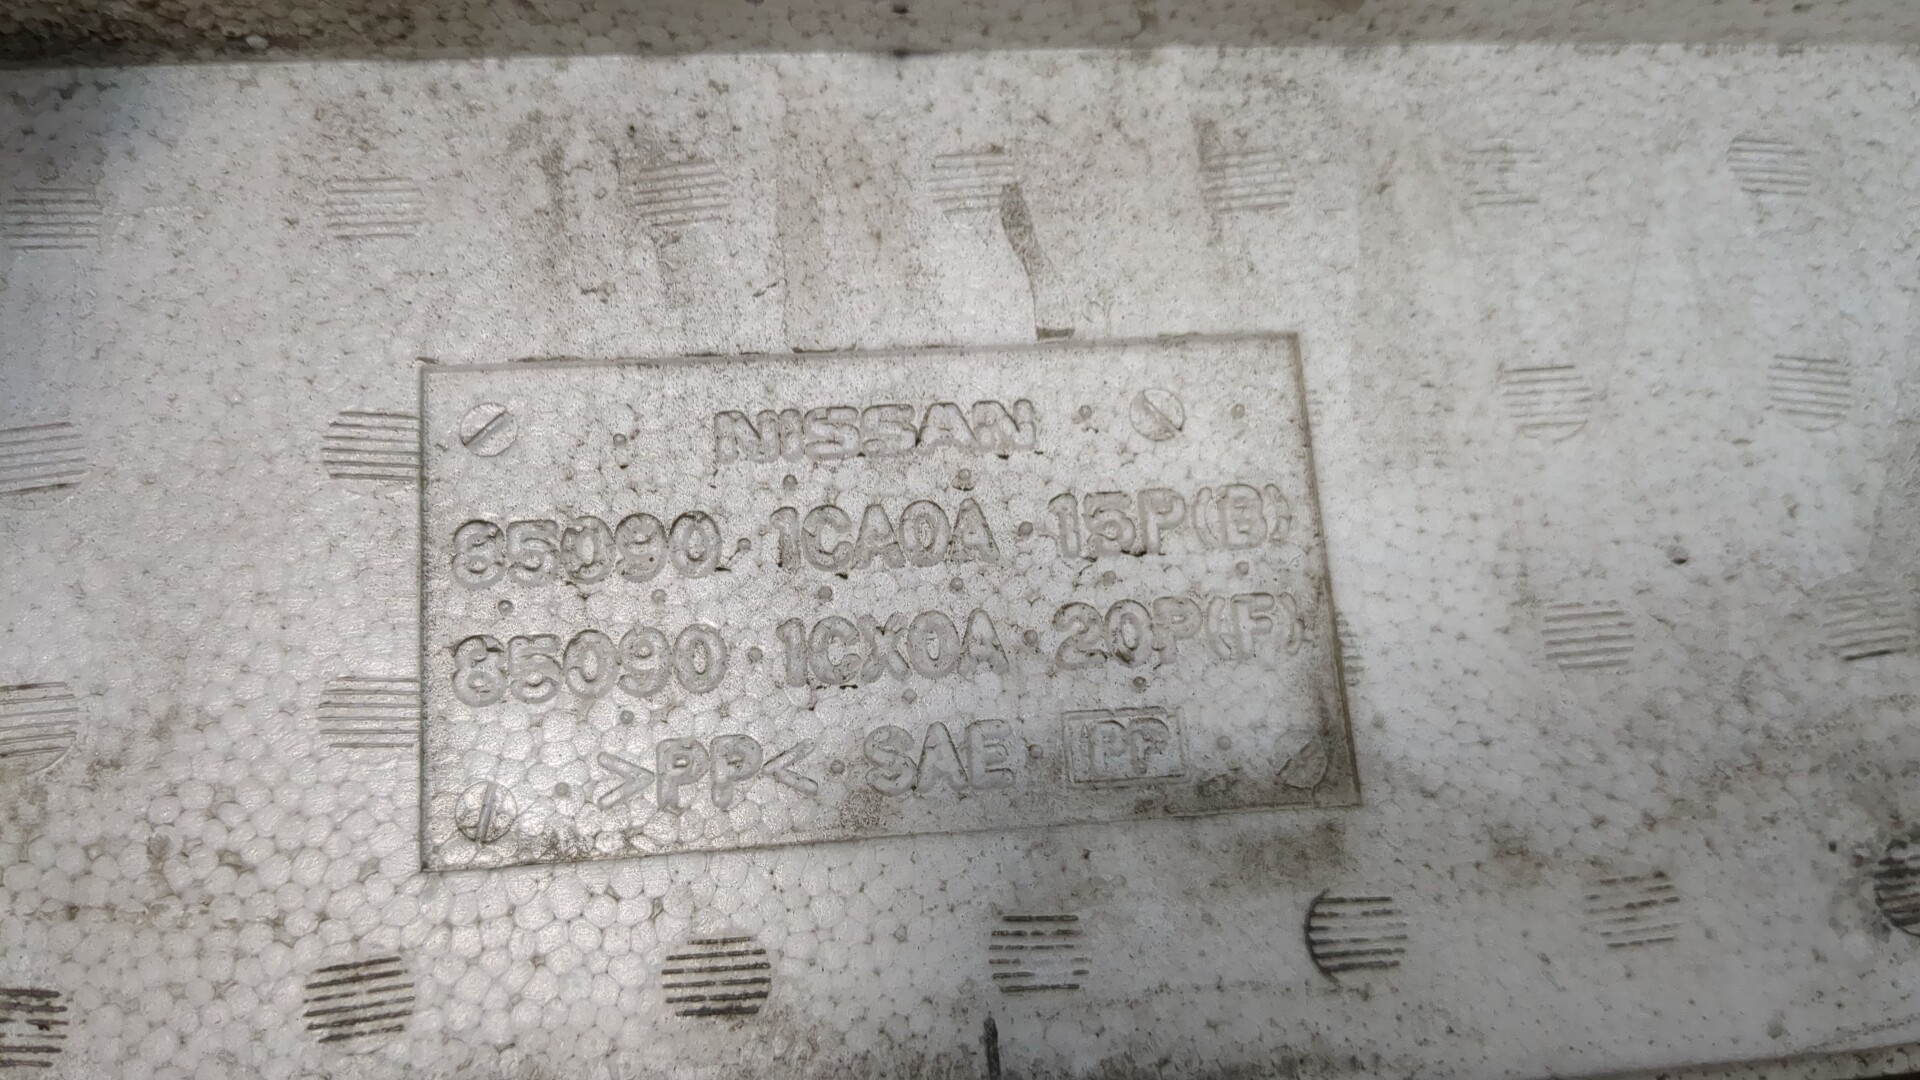 NISSAN
85090·1CA0A·15P(B)
85090·1CX0A·20P(F)
>PP<·SAE·PP